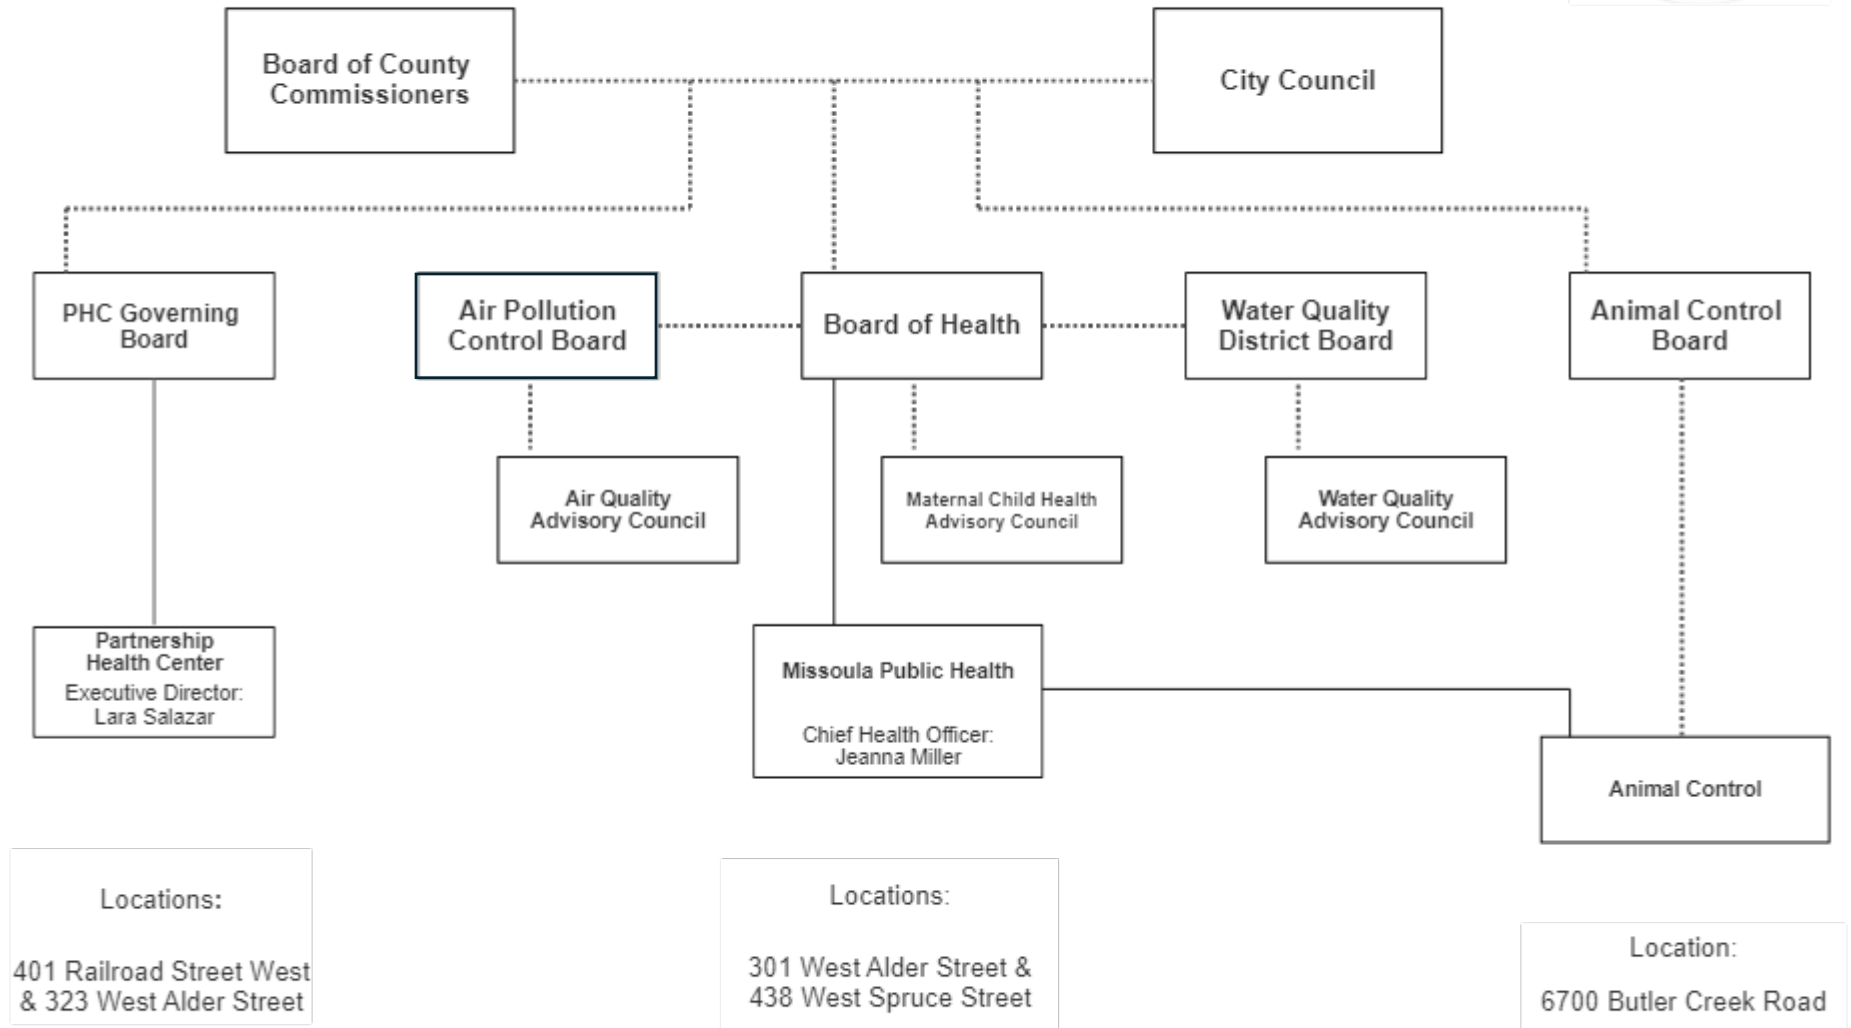 Board of County
Commissioners
City Council
PHC Governing
Board
Air Pollution
Control Board
Board of Health
Water Quality
District Board
Animal Control
Board
Air Quality
Advisory Council
Maternal Child Health
Advisory Council
Water Quality
Advisory Council
Partnership
Health Center
Executive Director:
Lara Salazar
Missoula Public Health
Chief Health Officer:
Jeanna Miller
Animal Control
Locations:
401 Railroad Street West
& 323 West Alder Street
Locations:
301 West Alder Street &
438 West Spruce Street
Location:
6700 Butler Creek Road